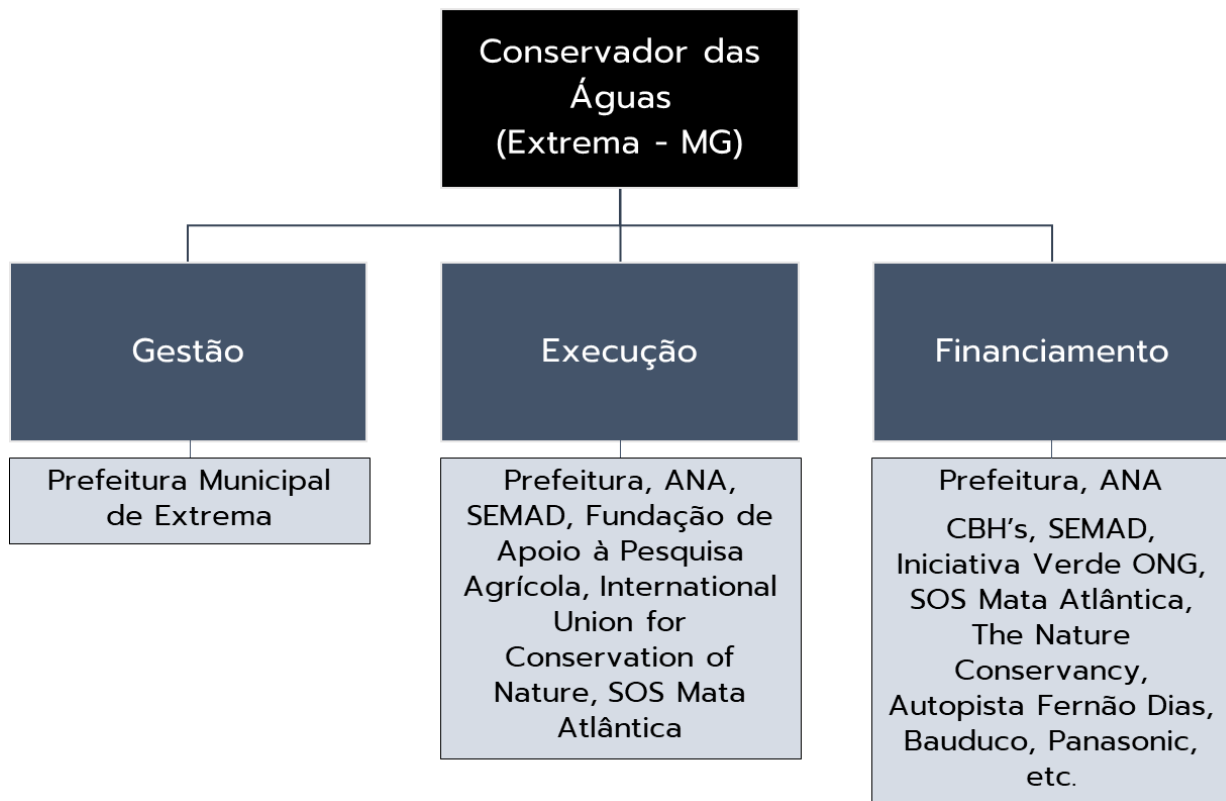 Conservador das
Águas
(Extrema - MG)
Gestão
Execução
Financiamento
Prefeitura Municipal
de Extrema
Prefeitura, ANA,
SEMAD, Fundação de
Apoio à Pesquisa
Agrícola, International
Union for
Conservation of
Nature, SOS Mata
Atlântica
Prefeitura, ANA
CBH's, SEMAD,
Iniciativa Verde ONG,
SOS Mata Atlântica,
The Nature
Conservancy,
Autopista Fernão Dias,
Bauduco, Panasonic,
etc.